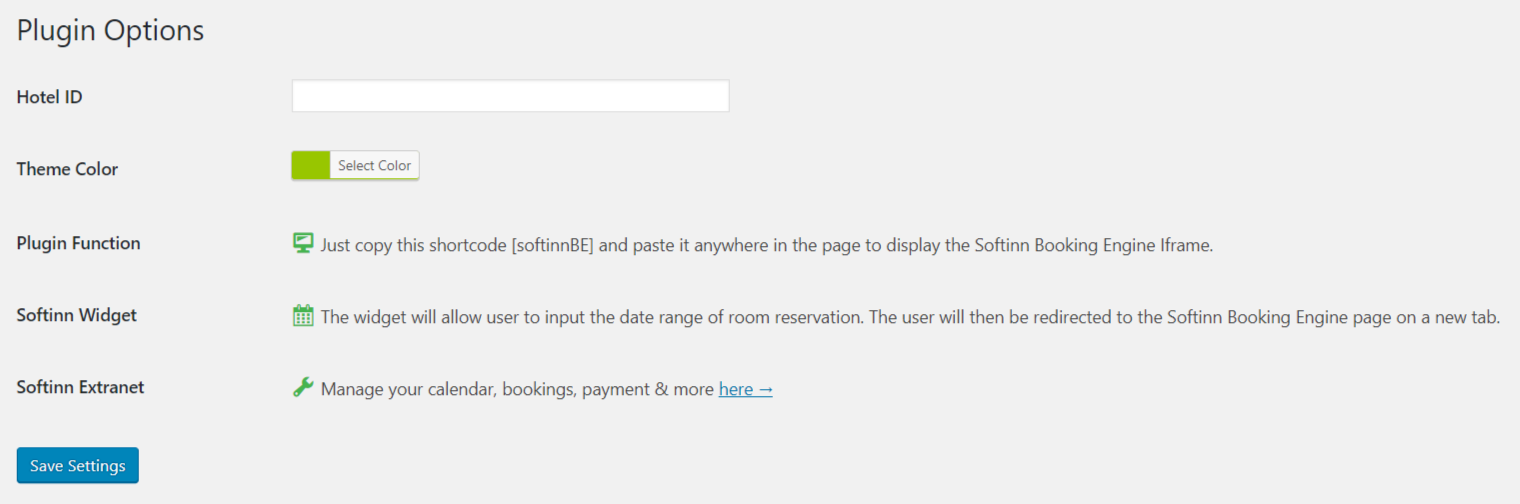 Plugin Options
Hotel ID
Theme Color
Select Color
Plugin Function
Just copy this shortcode [softinnBE] and paste it anywhere in the page to display the Softinn Booking Engine Iframe.
Softinn Widget
The widget will allow user to input the date range of room reservation. The user will then be redirected to the Softinn Booking Engine page on a new tab.
Softinn Extranet
Manage your calendar, bookings, payment & more here →
Save Settings